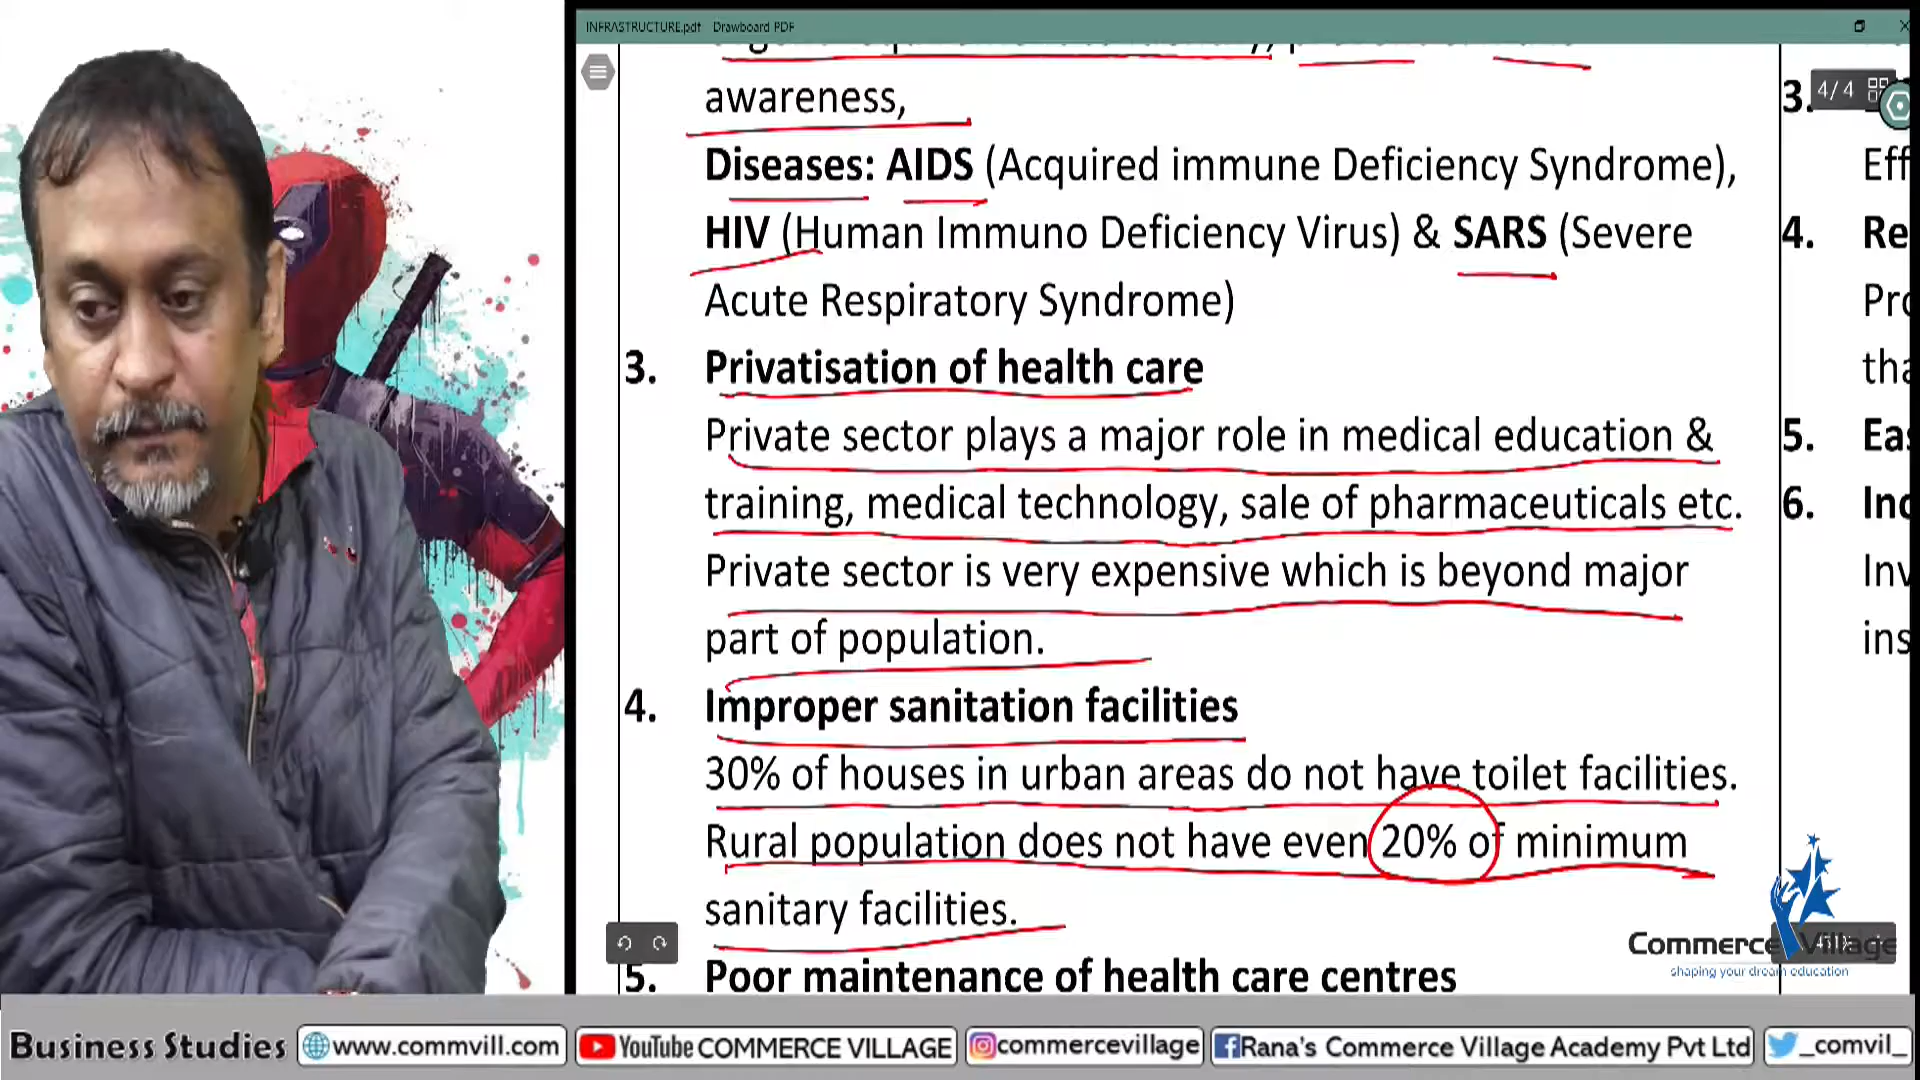 INFRASTRUCTURE.pdf Drawboard PDF
awareness,
Diseases: AIDS (Acquired immune Deficiency Syndrome),
HIV (Human Immuno Deficiency Virus) & SARS (Severe
Acute Respiratory Syndrome)
3. Privatisation of health care
Private sector plays a major role in medical education &
training, medical technology, sale of pharmaceuticals etc.
Private sector is very expensive which is beyond major
part of population.
4. Improper sanitation facilities
30% of houses in urban areas do not have toilet facilities.
Rural population does not have even 20% of minimum
sanitary facilities.
5. Poor maintenance of health care centres
4/4
3.
Eff
4. Re
Pro
tha
5. Eas
6. Inc
Inv
ins
Commerce Village
shaping your dream education
Business Studies www.commvill.com YouTube COMMERCE VILLAGE commercevillage Rana's Commerce Village Academy Pvt Ltd _comvil_